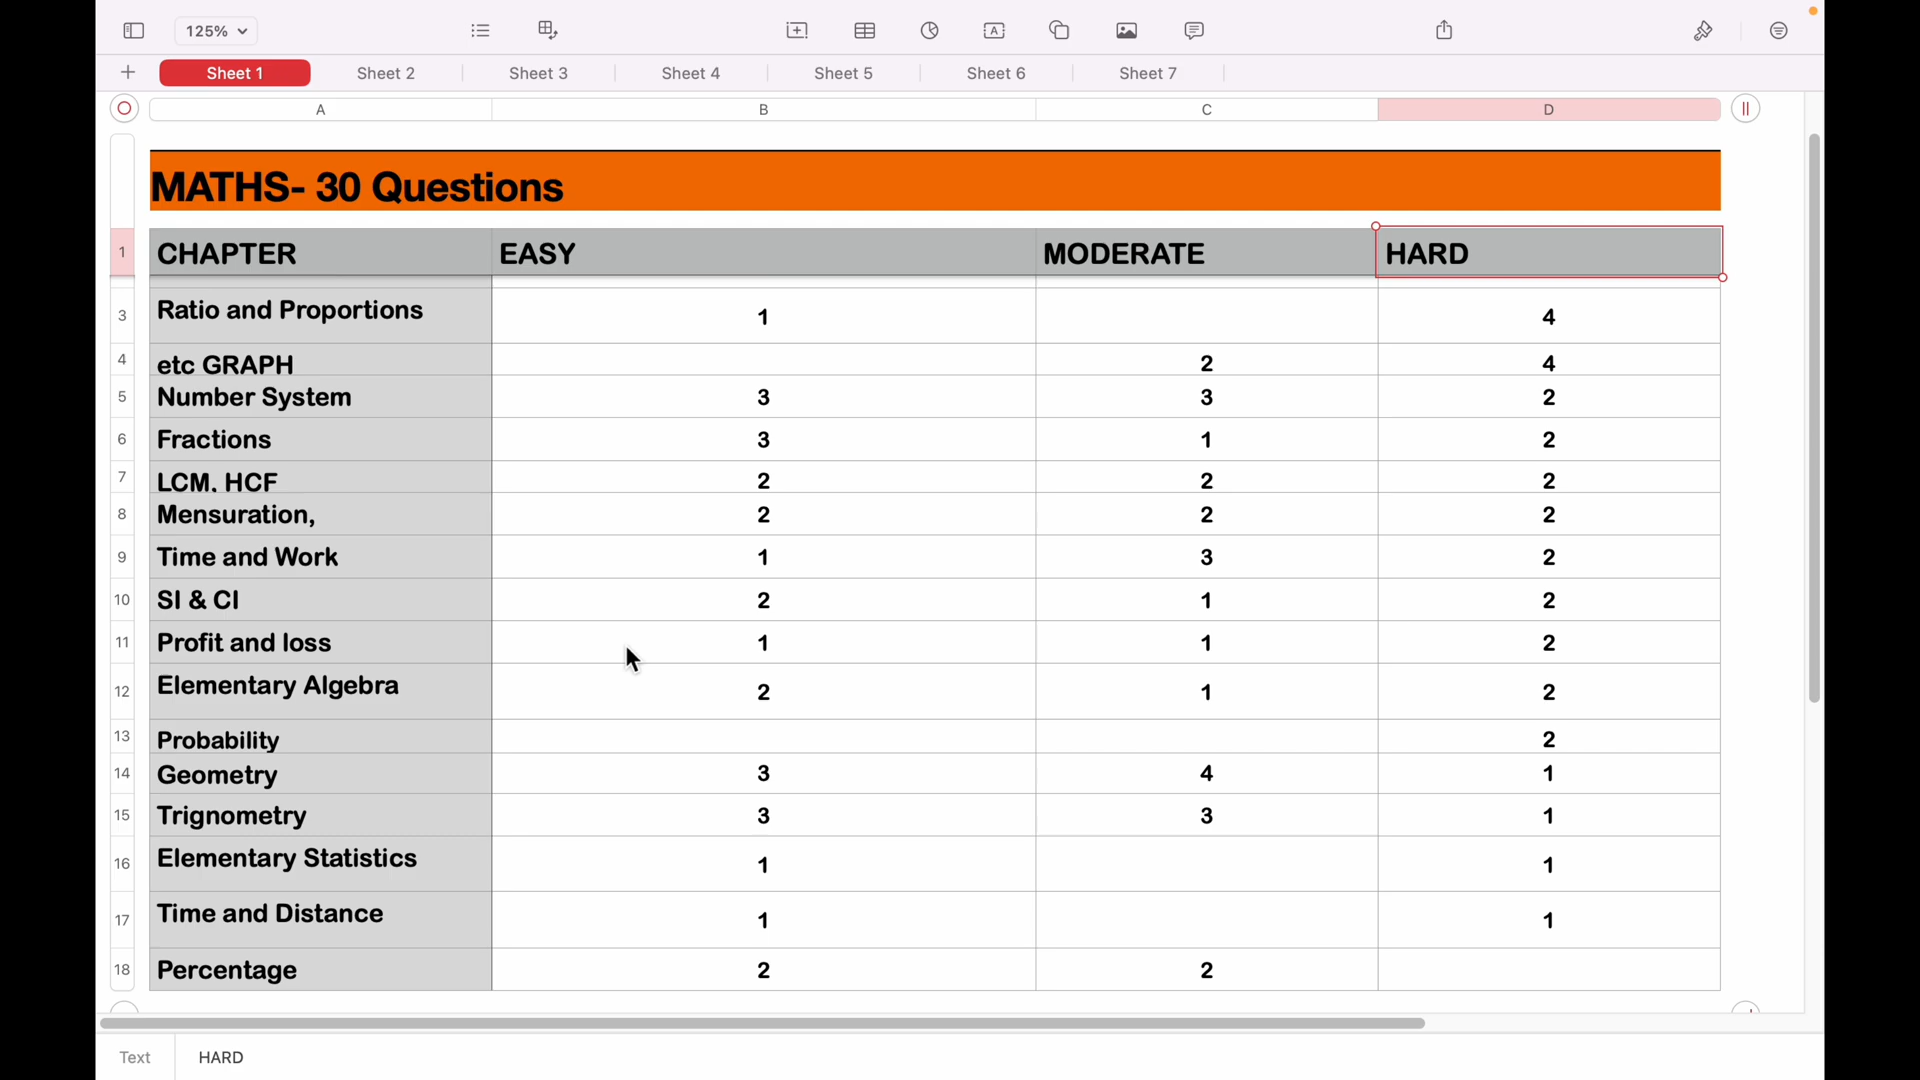 125%
Sheet 1 Sheet 2 Sheet 3 Sheet 4 Sheet 5 Sheet 6 Sheet 7
A B C D
MATHS- 30 Questions
1 CHAPTER EASY MODERATE HARD
3 Ratio and Proportions 1 4
4 etc GRAPH 2 4
5 Number System 3 3 2
6 Fractions 3 1 2
7 LCM, HCF 2 2 2
8 Mensuration, 2 2 2
9 Time and Work 1 3 2
10 SI & CI 2 1 2
11 Profit and loss 1 1 2
12 Elementary Algebra 2 1 2
13 Probability 2
14 Geometry 3 4 1
15 Trignometry 3 3 1
16 Elementary Statistics 1 1
17 Time and Distance 1 1
18 Percentage 2 2
Text HARD